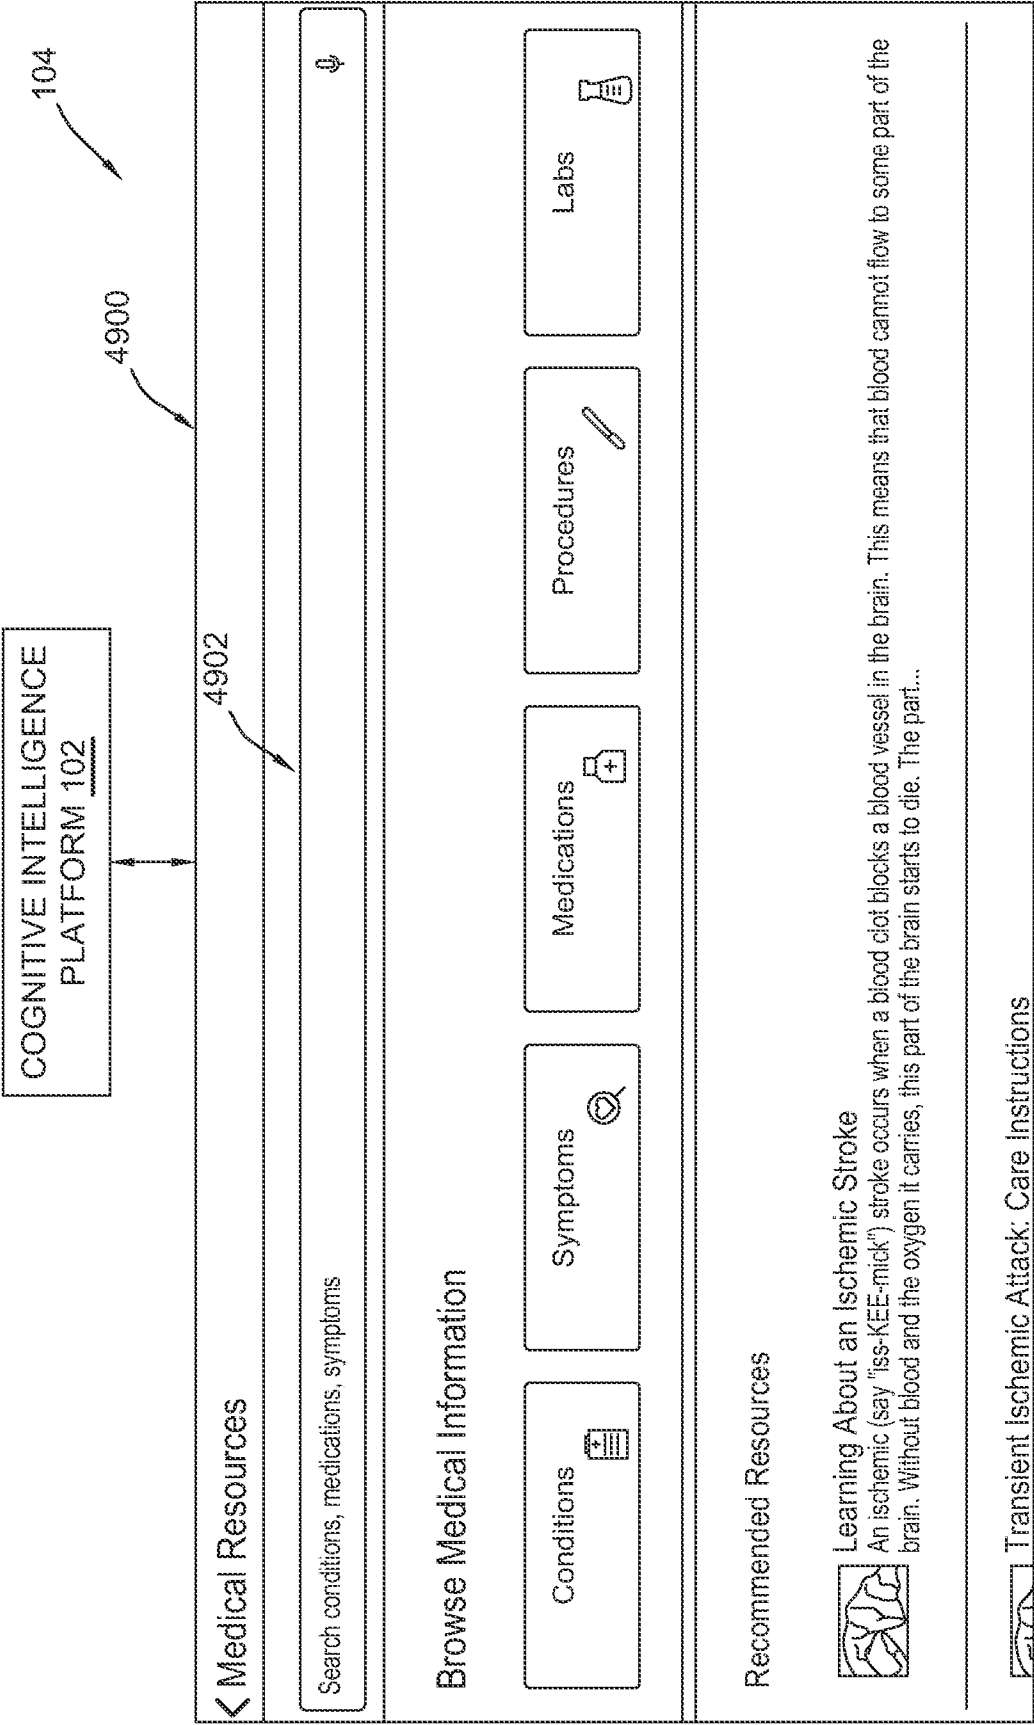 COGNITIVE INTELLIGENCE
PLATFORM 102
104
4900
4902
Medical Resources
Search conditions, medications, symptoms
Browse Medical Information
Conditions
Symptoms
Medications
Procedures
Labs
Recommended Resources
Learning About an Ischemic Stroke
An ischemic (say "iss-KEE-mick") stroke occurs when a blood clot blocks a blood vessel in the brain. This means that blood cannot flow to some part of the
brain. Without blood and the oxygen it carries, this part of the brain starts to die. The part...
Transient Ischemic Attack: Care Instructions